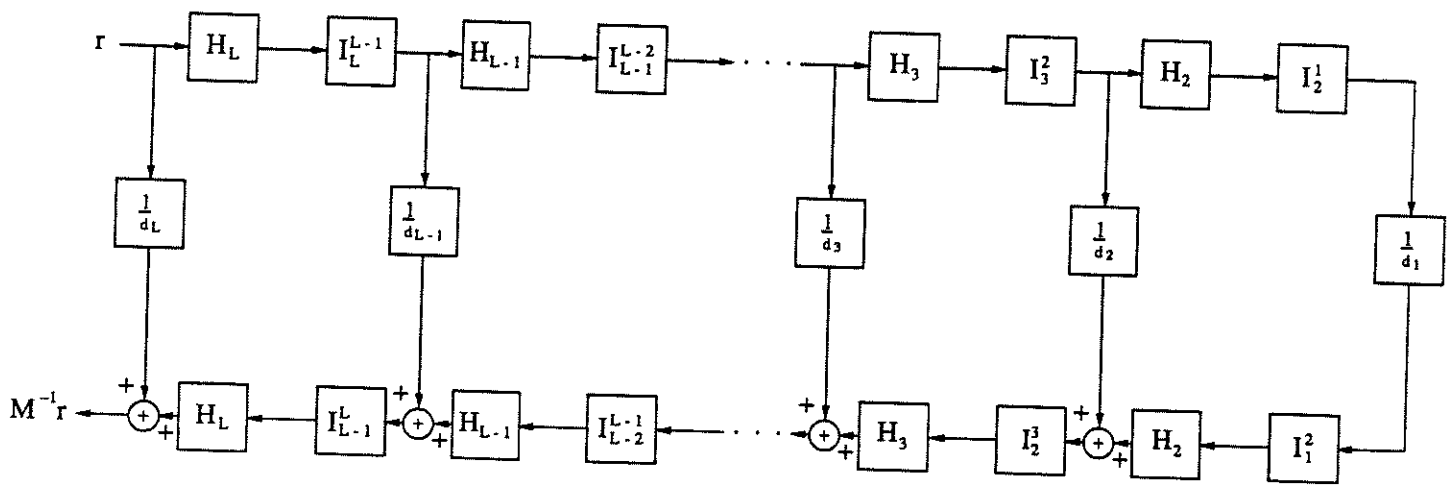 r H_L I_L^{L-1} H_{L-1} I_{L-1}^{L-2} · · · · H_3 I_3^2 H_2 I_2^1
1/d_L 1/d_{L-1} 1/d_3 1/d_2 1/d_1
+ + + +
M^{-1}r + H_L I_{L-1}^L + H_{L-1} I_{L-2}^{L-1} · · · · + H_3 I_2^3 + H_2 I_1^2
+ + + +